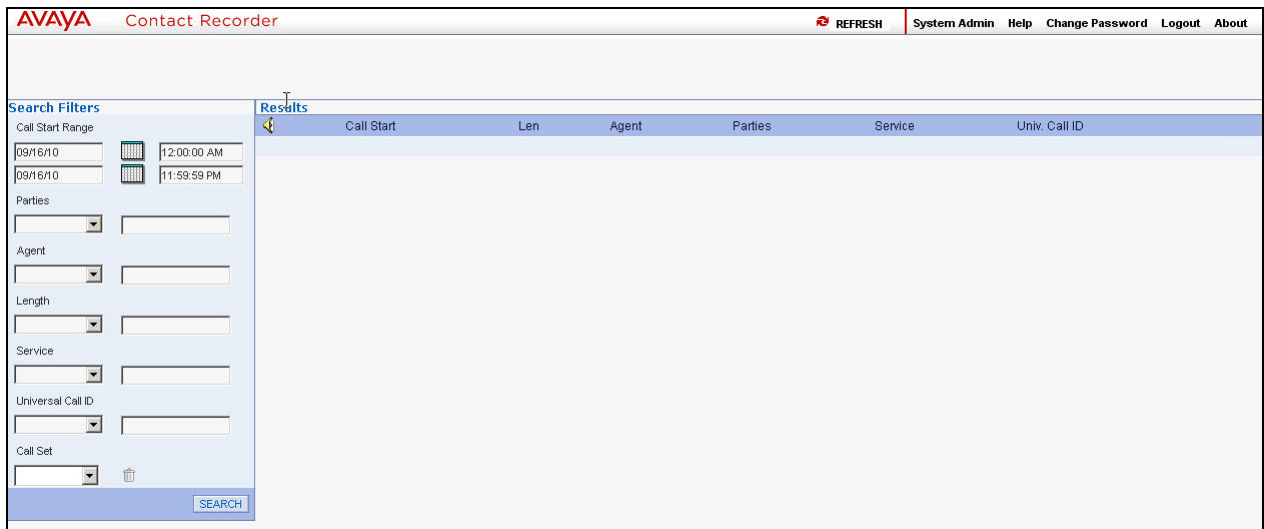 AVAYA Contact Recorder REFRESH System Admin Help Change Password Logout About
Search Filters
Call Start Range
09/16/10 12:00:00 AM
09/16/10 11:59:59 PM
Parties
Agent
Length
Service
Universal Call ID
Call Set
SEARCH
Results
Call Start Len Agent Parties Service Univ. Call ID